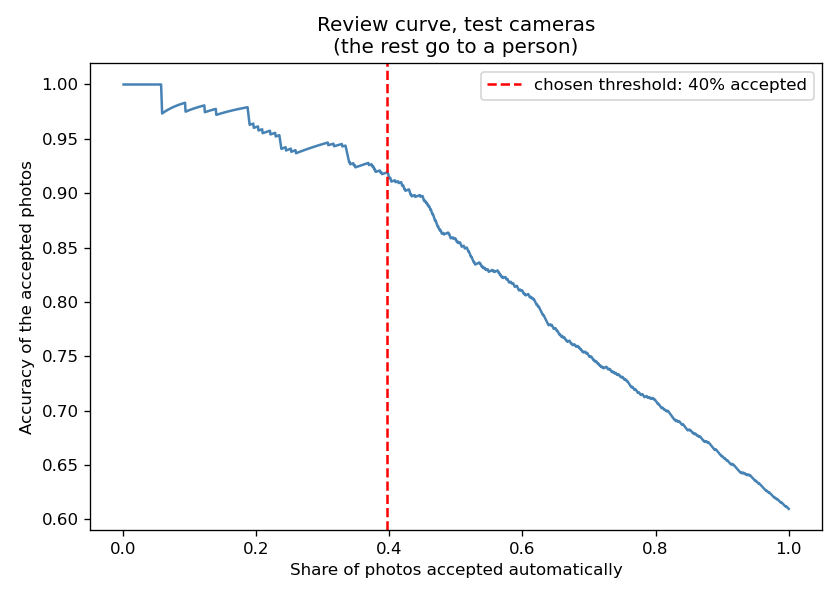 Review curve, test cameras
(the rest go to a person)
chosen threshold: 40% accepted
Accuracy of the accepted photos
1.00
0.95
0.90
0.85
0.80
0.75
0.70
0.65
0.60
0.0 0.2 0.4 0.6 0.8 1.0
Share of photos accepted automatically